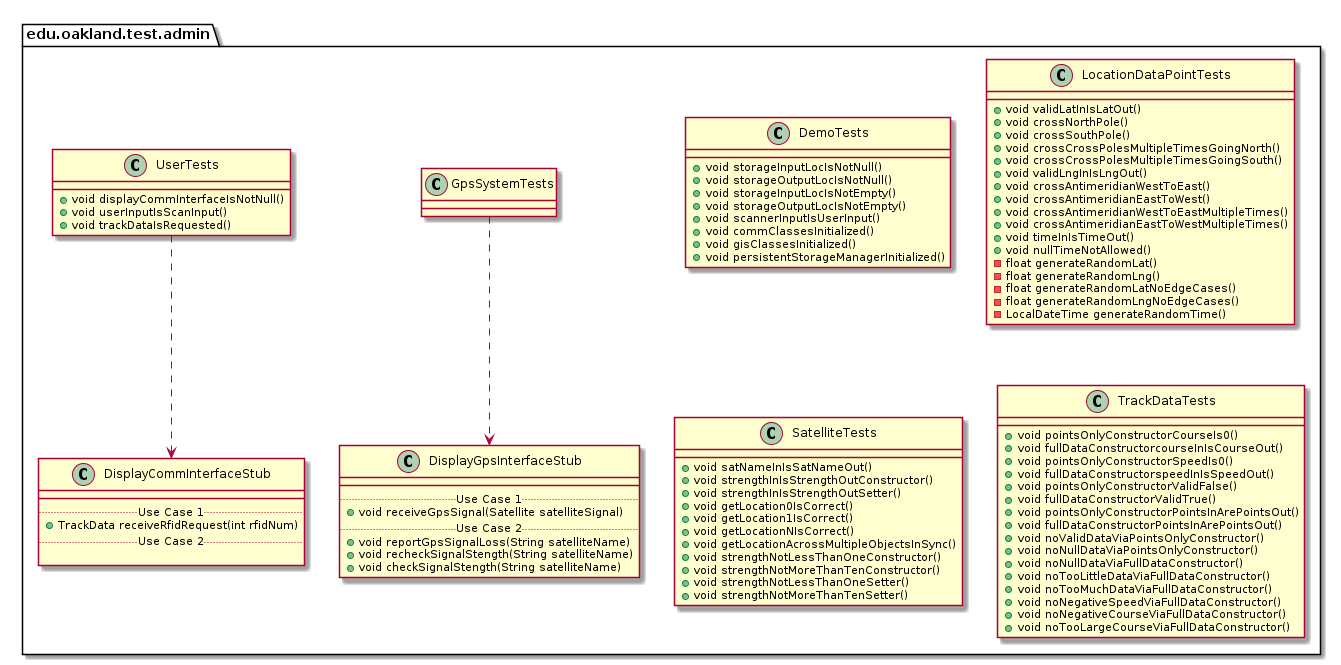 edu.oakland.test.admin
C UserTests
void displayCommInterfaceIsNotNull()
void userInputIsScanInput()
void trackDataIsRequested()
C GpsSystemTests
C DemoTests
void storageInputLocIsNotNull()
void storageOutputLocIsNotNull()
void storageInputLocIsNotEmpty()
void storageOutputLocIsNotEmpty()
void scannerInputIsUserInput()
void commClassesInitialized()
void gisClassesInitialized()
void persistentStorageManagerInitialized()
C LocationDataPointTests
void validLatInIsLatOut()
void crossNorthPole()
void crossSouthPole()
void crossCrossPolesMultipleTimesGoingNorth()
void crossCrossPolesMultipleTimesGoingSouth()
void validLngInIsLngOut()
void crossAntimeridianWestToEast()
void crossAntimeridianEastToWest()
void crossAntimeridianWestToEastMultipleTimes()
void crossAntimeridianEastToWestMultipleTimes()
void timeInIsTimeOut()
void nullTimeNotAllowed()
float generateRandomLat()
float generateRandomLng()
float generateRandomLatNoEdgeCases()
float generateRandomLngNoEdgeCases()
LocalDateTime generateRandomTime()
C DisplayCommInterfaceStub
Use Case 1
TrackData receiveRfidRequest(int rfidNum)
Use Case 2
C DisplayGpsInterfaceStub
Use Case 1
void receiveGpsSignal(Satellite satelliteSignal)
Use Case 2
void reportGpsSignalLoss(String satelliteName)
void recheckSignalStength(String satelliteName)
void checkSignalStength(String satelliteName)
C SatelliteTests
void satNameInIsSatNameOut()
void strengthInIsStrengthOutConstructor()
void strengthInIsStrengthOutSetter()
void getLocation0IsCorrect()
void getLocation1IsCorrect()
void getLocationNIsCorrect()
void getLocationAcrossMultipleObjectsInSync()
void strengthNotLessThanOneConstructor()
void strengthNotMoreThanTenConstructor()
void strengthNotLessThanOneSetter()
void strengthNotMoreThanTenSetter()
C TrackDataTests
void pointsOnlyConstructorCourseIs0()
void fullDataConstructorcourseInIsCourseOut()
void pointsOnlyConstructorSpeedIs0()
void fullDataConstructorspeedInIsSpeedOut()
void pointsOnlyConstructorValidFalse()
void fullDataConstructorValidTrue()
void pointsOnlyConstructorPointsInArePointsOut()
void fullDataConstructorPointsInArePointsOut()
void noValidDataViaPointsOnlyConstructor()
void noNullDataViaPointsOnlyConstructor()
void noNullDataViaFullDataConstructor()
void noTooLittleDataViaFullDataConstructor()
void noTooMuchDataViaFullDataConstructor()
void noNegativeSpeedViaFullDataConstructor()
void noNegativeCourseViaFullDataConstructor()
void noTooLargeCourseViaFullDataConstructor()